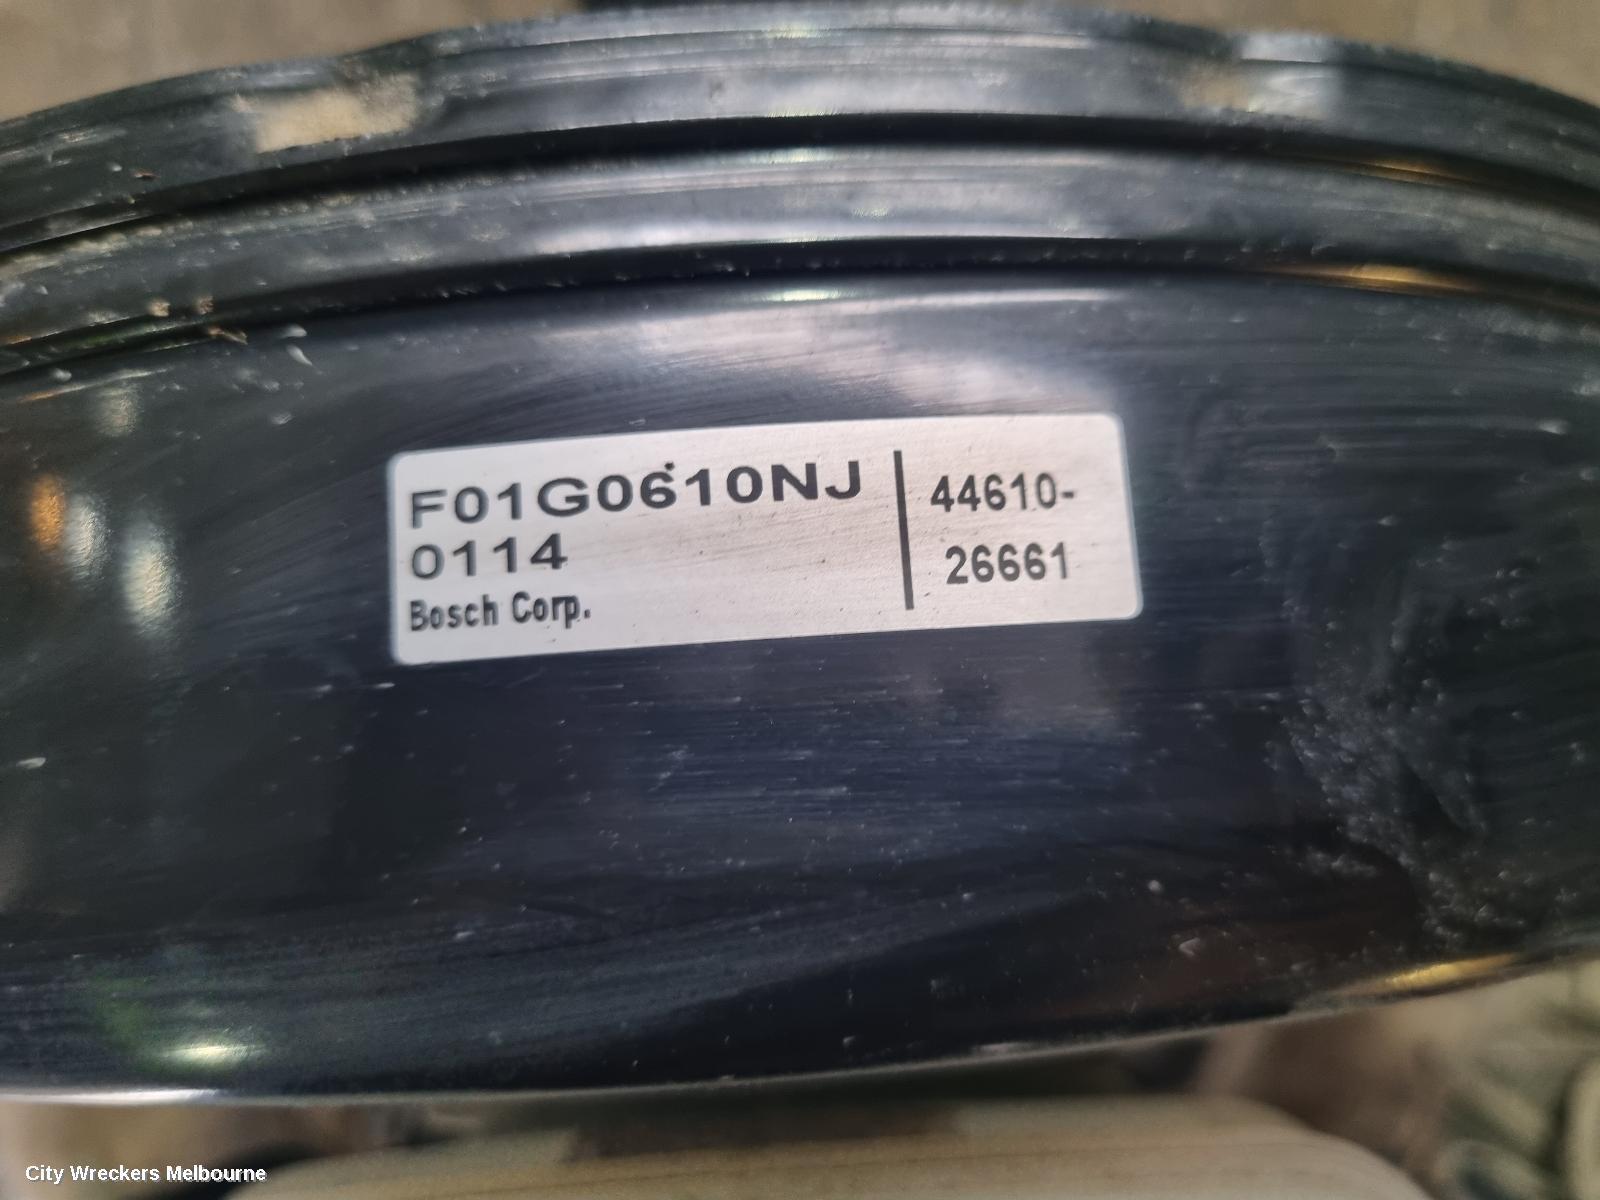 F01G0610NJ
0114
Bosch Corp.
44610-
26661
City Wreckers Melbourne